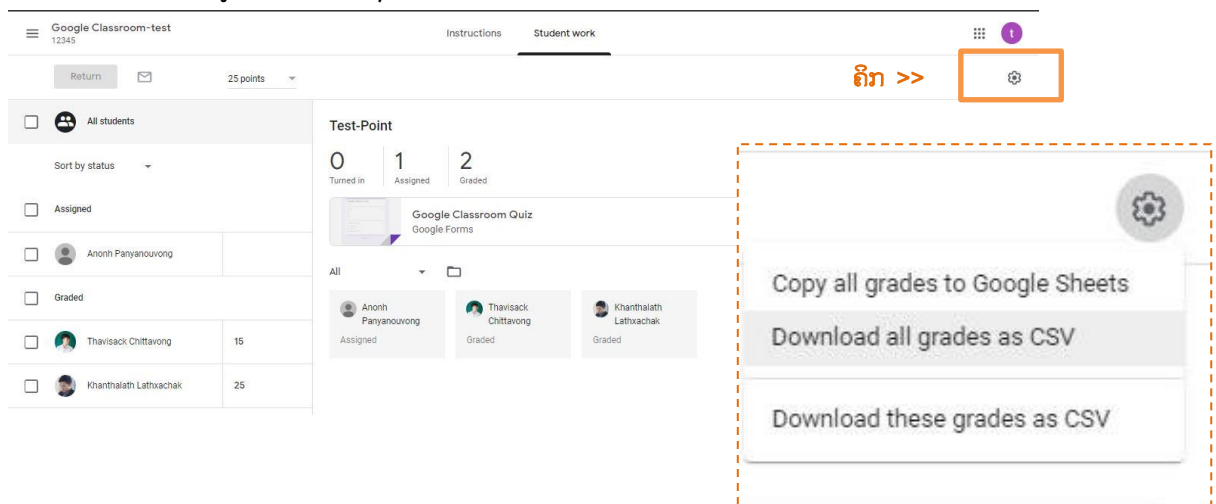 Google Classroom-test
12345
Instructions
Student work
t
Return
25 points
ຄິກ >>
All students
Sort by status
Assigned
Anonh Panyanouvong
Graded
Thavisack Chittavong
15
Khanthalath Lathxachak
25
Test-Point
0
1
2
Turned in
Assigned
Graded
Google Classroom Quiz
Google Forms
All
Anonh
Panyanouvong
Assigned
Thavisack
Chittavong
Graded
Khanthalath
Lathxachak
Graded
Copy all grades to Google Sheets
Download all grades as CSV
Download these grades as CSV